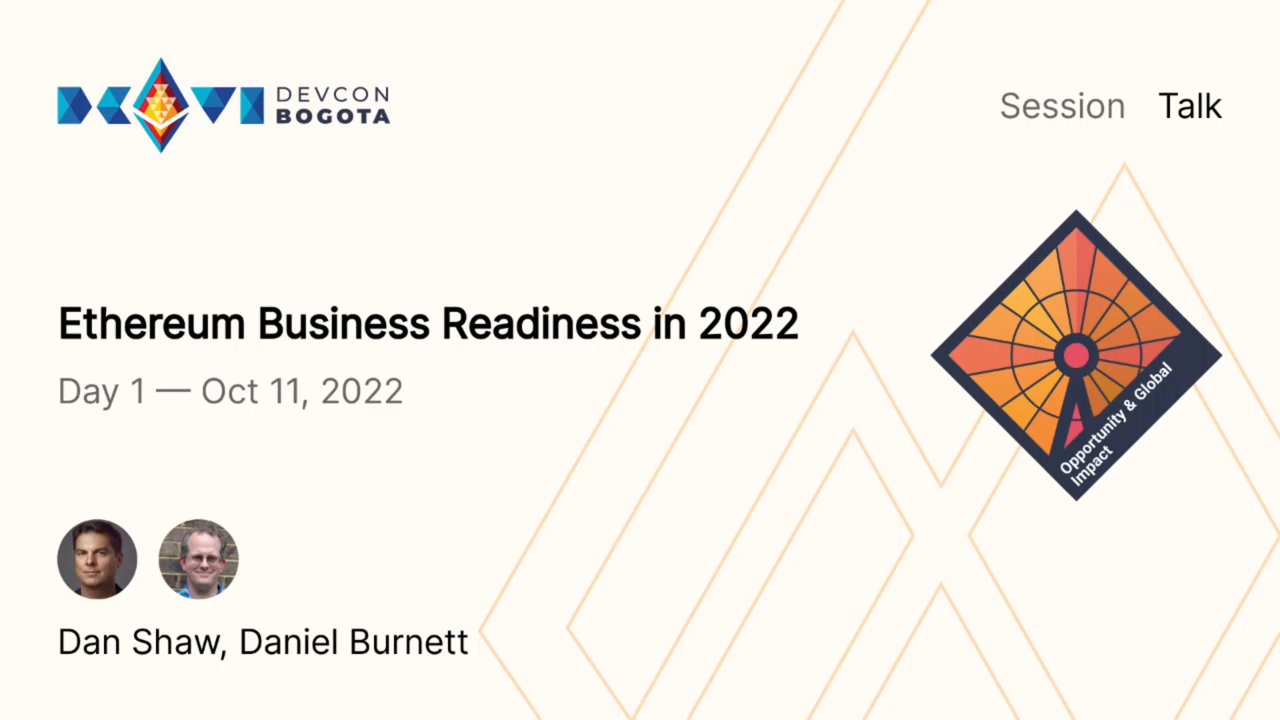 DEVCON
BOGOTA
Session Talk
Ethereum Business Readiness in 2022
Day 1 — Oct 11, 2022
Opportunity & Global
Impact
Dan Shaw, Daniel Burnett